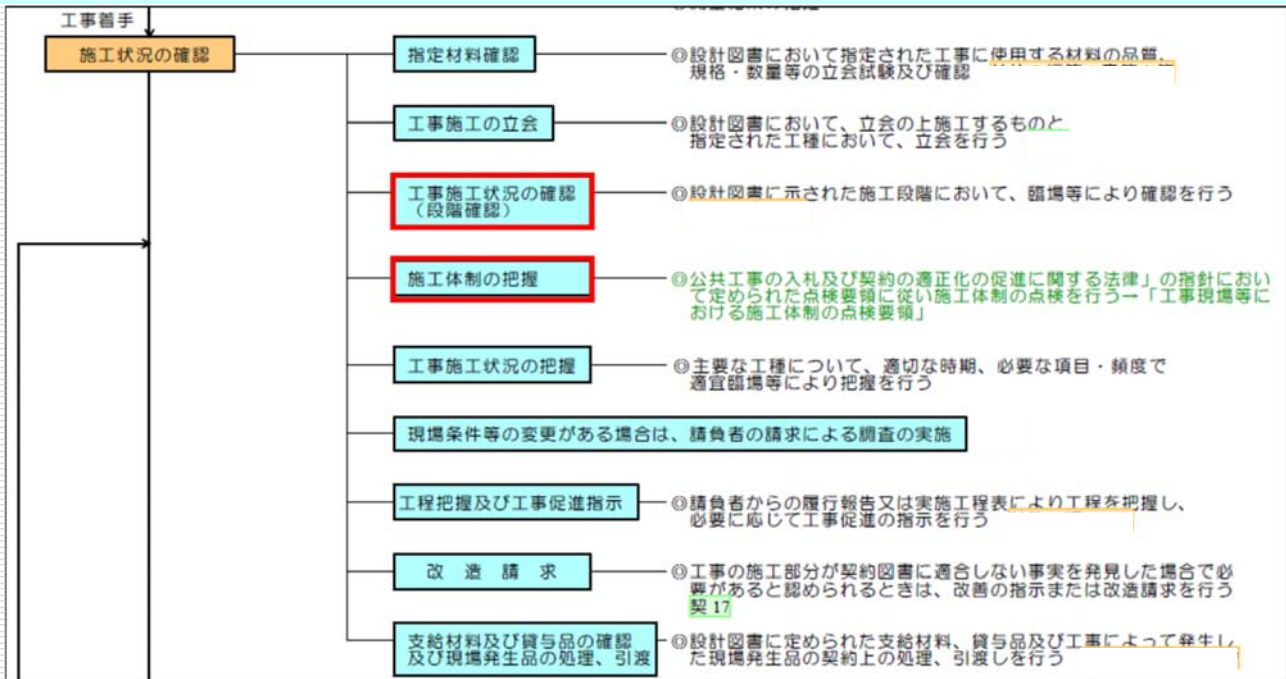 工事着手
施工状況の確認
指定材料確認
◎設計図書において指定された工事に使用する材料の品質、
規格・数量等の立会試験及び確認
工事施工の立会
◎設計図書において、立会の上施工するものと
指定された工種において、立会を行う
工事施工状況の確認
（段階確認）
◎設計図書に示された施工段階において、臨場等により確認を行う
施工体制の把握
◎公共工事の入札及び契約の適正化の促進に関する法律」の指針におい
て定められた点検要領に従い施工体制の点検を行う→「工事現場等に
おける施工体制の点検要領」
工事施工状況の把握
◎主要な工種について、適切な時期、必要な項目・頻度で
適宜臨場等により把握を行う
現場条件等の変更がある場合は、請負者の請求による調査の実施
工程把握及び工事促進指示
◎請負者からの履行報告又は実施工程表により工程を把握し、
必要に応じて工事促進の指示を行う
改造請求
◎工事の施工部分が契約図書に適合しない事実を発見した場合で必
要があると認められるときは、改善の指示または改造請求を行う
契 17
支給材料及び貸与品の確認
及び現場発生品の処理、引渡
◎設計図書に定められた支給材料、貸与品及び工事によって発生し
た現場発生品の契約上の処理、引渡しを行う